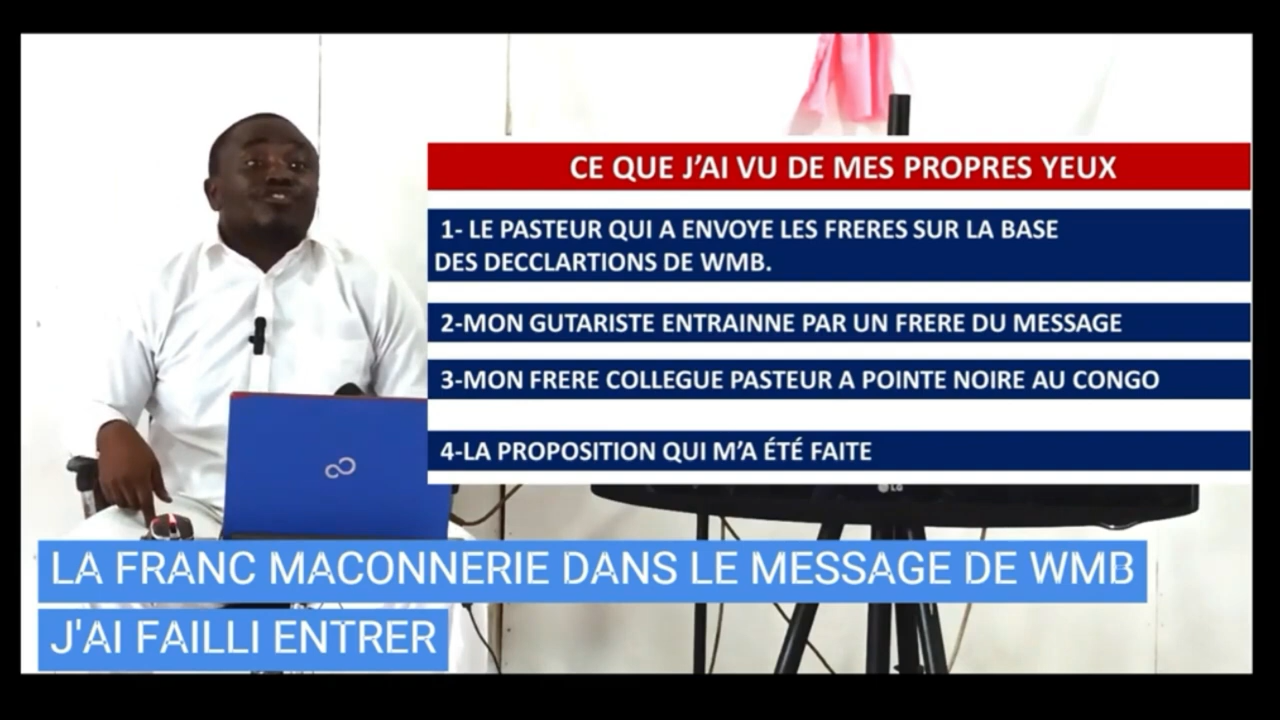 CE QUE J'AI VU DE MES PROPRES YEUX
1- LE PASTEUR QUI A ENVOYE LES FRERES SUR LA BASE
DES DECCLARTIONS DE WMB.
2-MON GUTARISTE ENTRAINNE PAR UN FRERE DU MESSAGE
3-MON FRERE COLLEGUE PASTEUR A POINTE NOIRE AU CONGO
4-LA PROPOSITION QUI M'A ÉTÉ FAITE
LG
LA FRANC MACONNERIE DANS LE MESSAGE DE WMB
J'AI FAILLI ENTRER